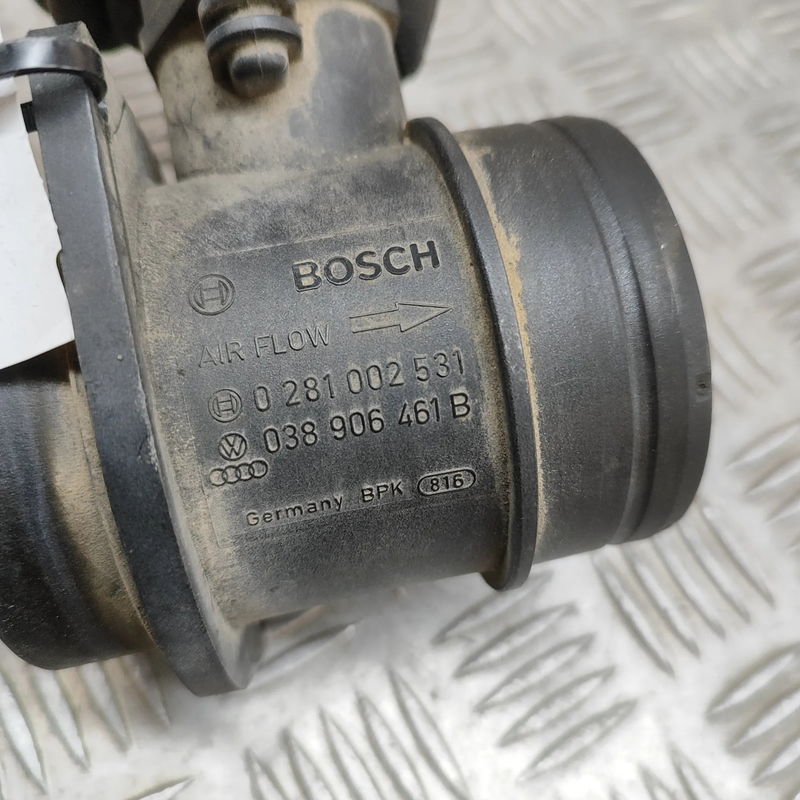 BOSCH
AIR FLOW
0 281 002 531
038 906 461 B
Germany BPK 816